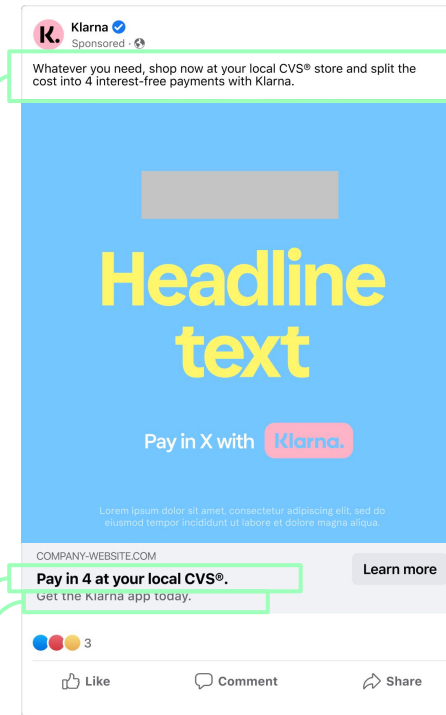 K.
Klarna
Sponsored ·
Whatever you need, shop now at your local CVS® store and split the
cost into 4 interest-free payments with Klarna.
Headline
text
Pay in X with Klarna.
Lorem ipsum dolor sit amet, consectetur adipiscing elit, sed do
eiusmod tempor incididunt ut labore et dolore magna aliqua.
COMPANY-WEBSITE.COM
Pay in 4 at your local CVS®.
Learn more
Get the Klarna app today.
3
Like
Comment
Share